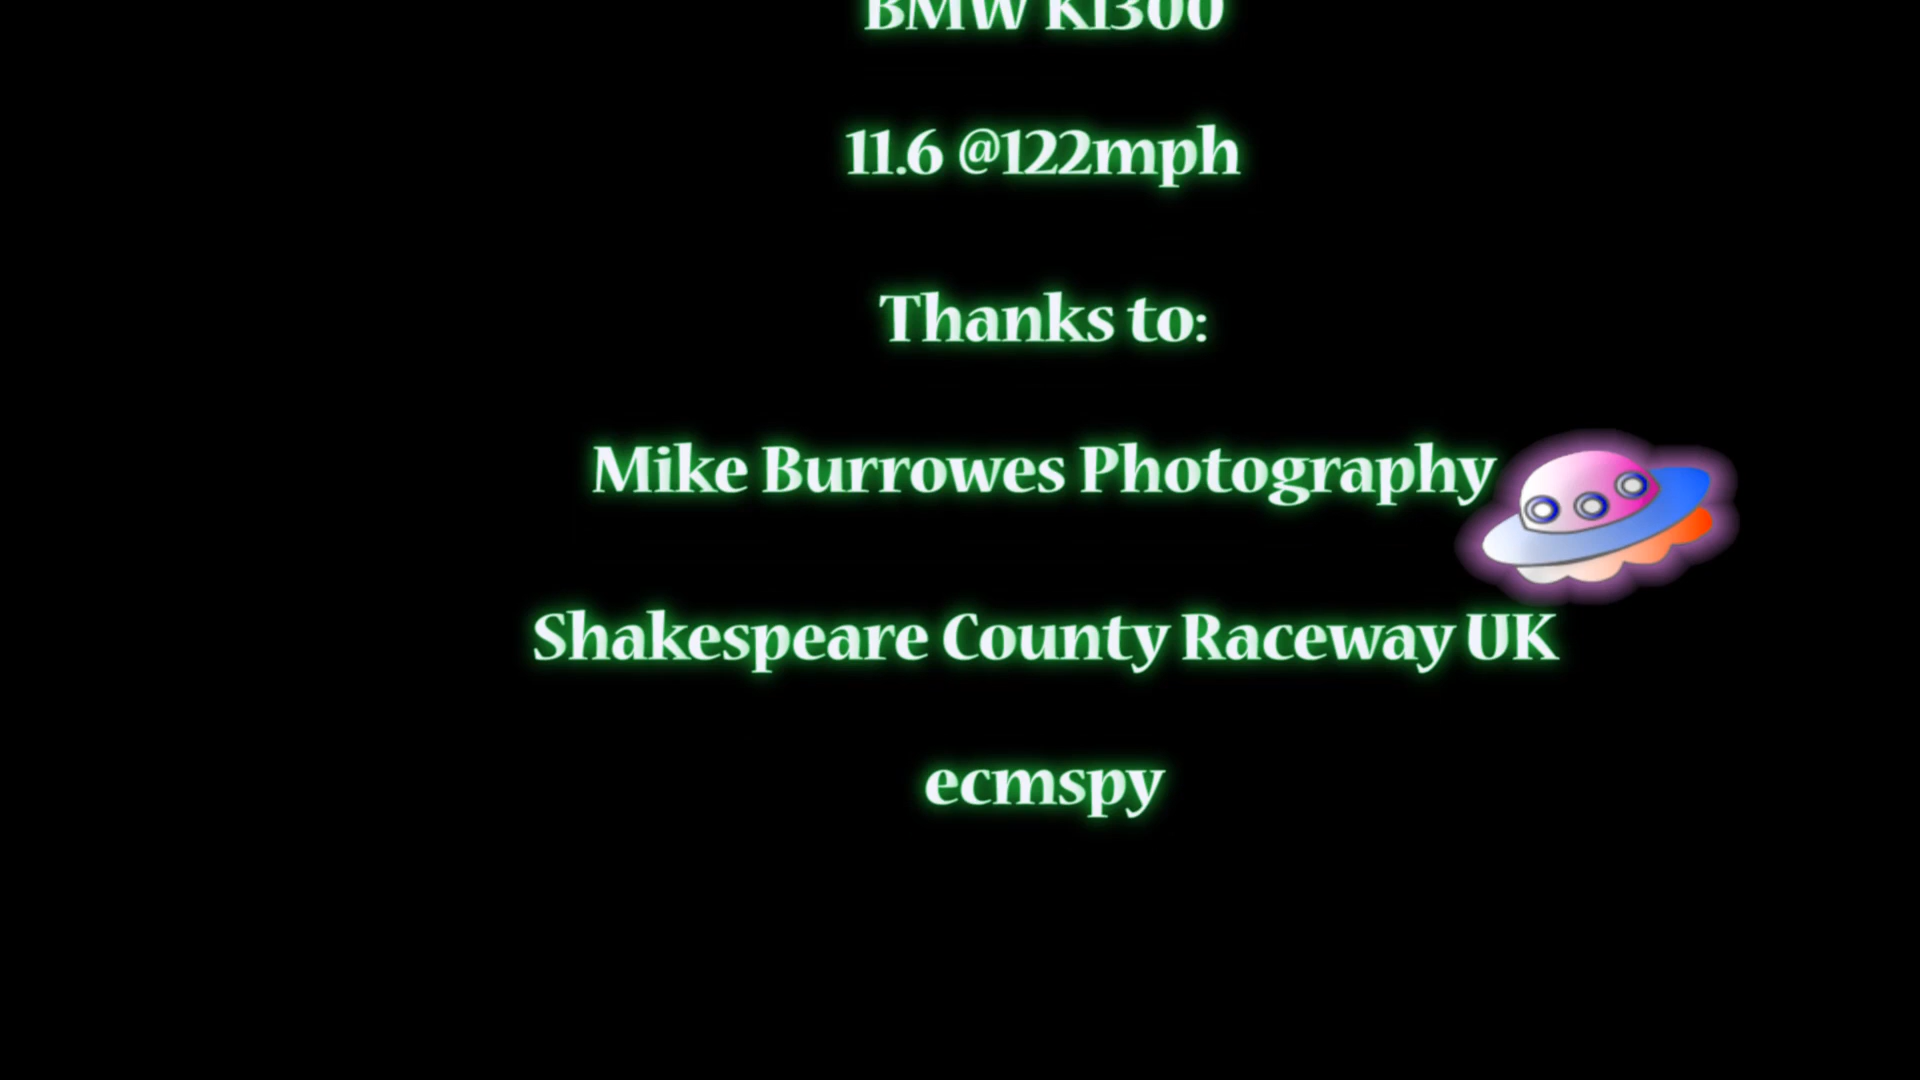 BMW K1300
11.6 @122mph
Thanks to:
Mike Burrowes Photography
Shakespeare County Raceway UK
ecmspy